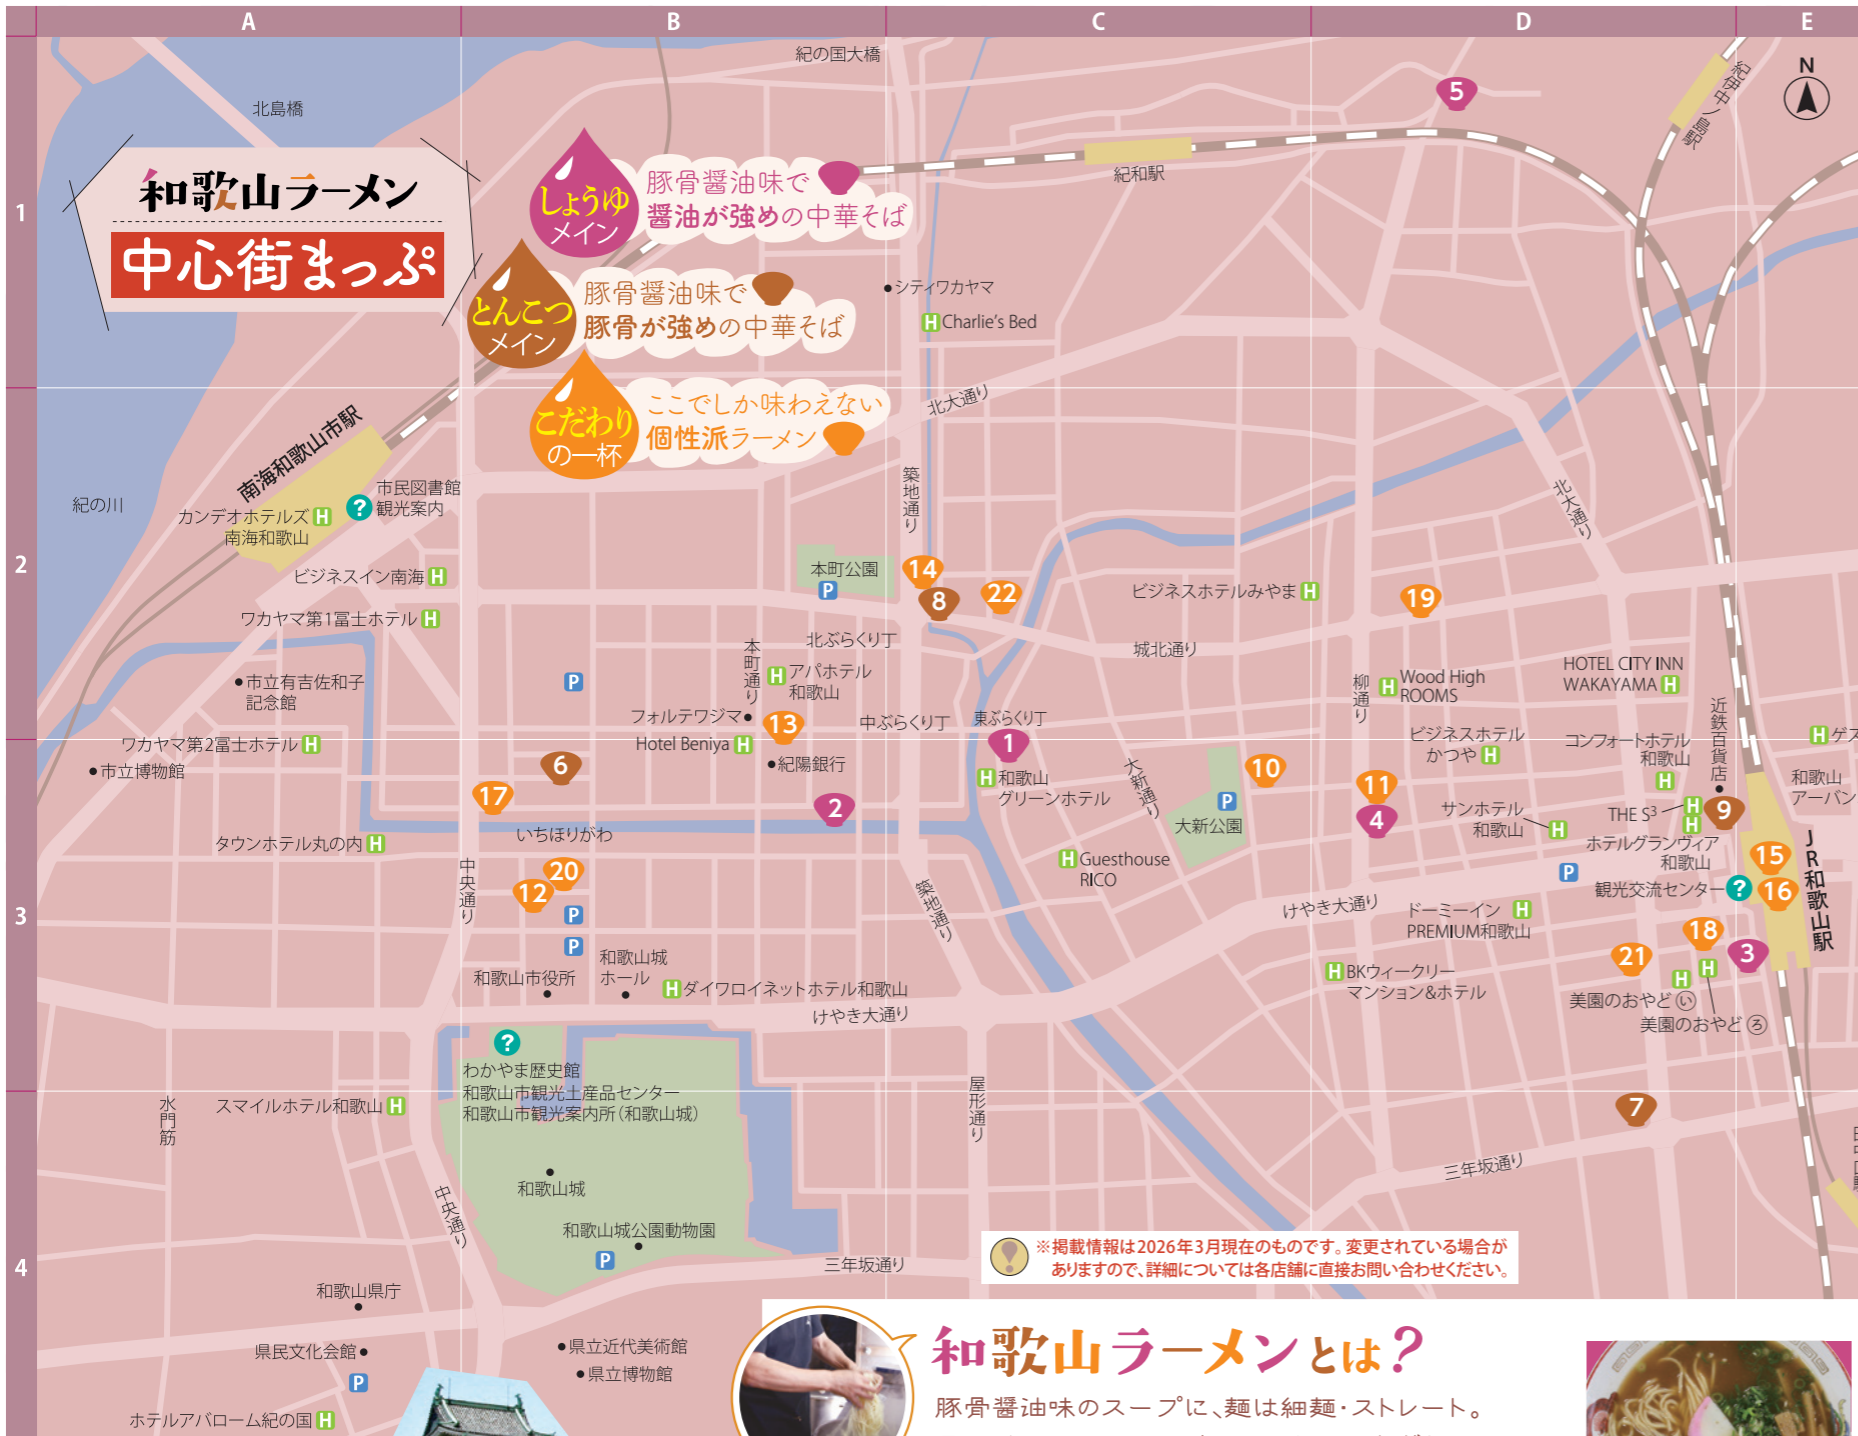 A
B
C
D
E
1
2
3
4
N
和歌山ラーメン
中心街まっぷ
しょうゆ
メイン
豚骨醤油味で
醤油が強めの中華そば
とんこつ
メイン
豚骨醤油味で
豚骨が強めの中華そば
こだわり
の一杯
ここでしか味わえない
個性派ラーメン
北島橋
紀の国大橋
5
紀伊中ノ島駅
紀和駅
シティワカヤマ
H Charlie's Bed
北大通り
南海和歌山市駅
紀の川
?
市民図書館
観光案内
カンデオホテルズ H
南海和歌山
ビジネスイン南海 H
ワカヤマ第1冨士ホテル H
築地通り
北大通り
本町公園
P
14
8
22
ビジネスホテルみやま H
19
北ぶらくり丁
城北通り
本町通り
H アパホテル
和歌山
P
市立有吉佐和子
記念館
フォルテワジマ
13
中ぶらくり丁
東ぶらくり丁
柳通り
H Wood High
ROOMS
HOTEL CITY INN
WAKAYAMA H
近鉄百貨店
ワカヤマ第2冨士ホテル H
市立博物館
Hotel Beniya H
紀陽銀行
1
6
17
2
H 和歌山
グリーンホテル
大新通り
10
P
大新公園
11
4
ビジネスホテル
かつや H
コンフォートホテル
和歌山
H
H ゲス
和歌山
アーバン
サンホテル
和歌山 H
THE S³ H
H
9
ホテルグランヴィア
和歌山
タウンホテル丸の内 H
いちほりがわ
中央通り
20
12
P
P
築地通り
H Guesthouse
RICO
P
15
16
JR和歌山駅
観光交流センター ?
けやき大通り
ドーミーイン H
PREMIUM和歌山
18
3
21
H
H
美園のおやど い
美園のおやど ろ
H BKウィークリー
マンション&ホテル
和歌山市役所
和歌山城
ホール
H ダイワロイネットホテル和歌山
けやき大通り
?
わかやま歴史館
和歌山市観光土産品センター
和歌山市観光案内所(和歌山城)
水門筋
スマイルホテル和歌山 H
屋形通り
7
三年坂通り
和歌山城
中央通り
和歌山城公園動物園
P
三年坂通り
※掲載情報は2026年3月現在のものです。変更されている場合が
ありますので、詳細については各店舗に直接お問い合わせください。
和歌山県庁
県民文化会館
P
県立近代美術館
県立博物館
ホテルアバローム紀の国 H
和歌山ラーメンとは?
豚骨醤油味のスープに、麺は細麺・ストレート。